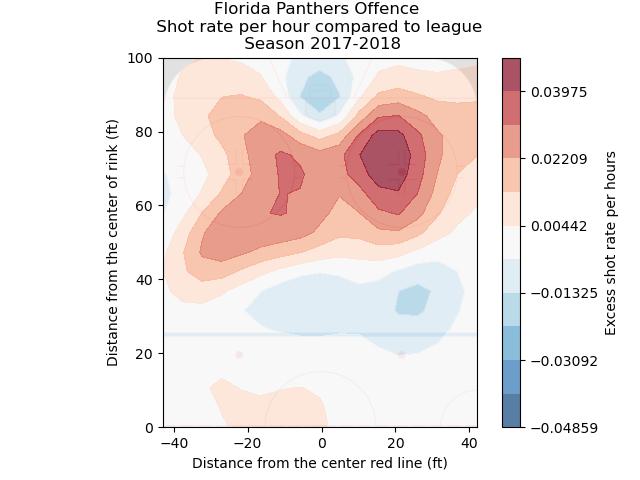 Florida Panthers Offence
Shot rate per hour compared to league
Season 2017-2018
100
80
60
40
20
0
−40
−20
0
20
40
Distance from the center of rink (ft)
Distance from the center red line (ft)
0.03975
0.02209
0.00442
−0.01325
−0.03092
−0.04859
Excess shot rate per hours